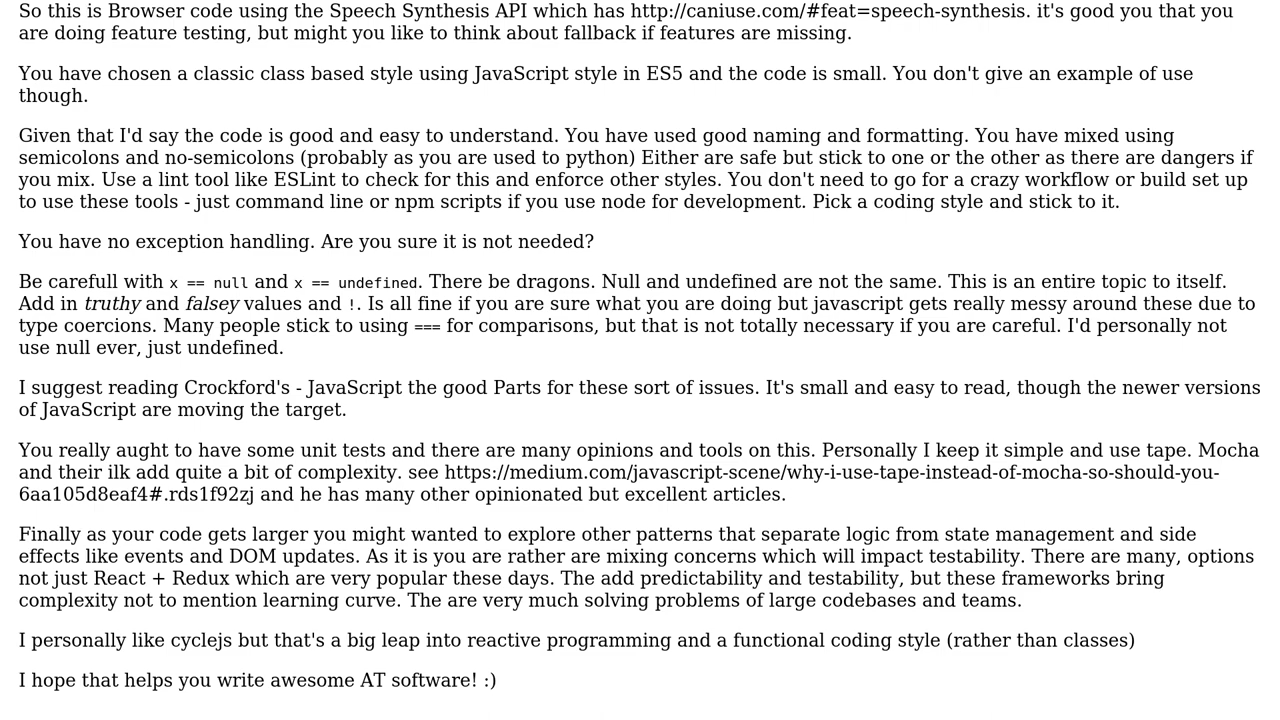 So this is Browser code using the Speech Synthesis API which has http://caniuse.com/#feat=speech-synthesis. it's good you that you
are doing feature testing, but might you like to think about fallback if features are missing.
You have chosen a classic class based style using JavaScript style in ES5 and the code is small. You don't give an example of use
though.
Given that I'd say the code is good and easy to understand. You have used good naming and formatting. You have mixed using
semicolons and no-semicolons (probably as you are used to python) Either are safe but stick to one or the other as there are dangers if
you mix. Use a lint tool like ESLint to check for this and enforce other styles. You don't need to go for a crazy workflow or build set up
to use these tools - just command line or npm scripts if you use node for development. Pick a coding style and stick to it.
You have no exception handling. Are you sure it is not needed?
Be carefull with x == null and x == undefined. There be dragons. Null and undefined are not the same. This is an entire topic to itself.
Add in truthy and falsey values and !. Is all fine if you are sure what you are doing but javascript gets really messy around these due to
type coercions. Many people stick to using === for comparisons, but that is not totally necessary if you are careful. I'd personally not
use null ever, just undefined.
I suggest reading Crockford's - JavaScript the good Parts for these sort of issues. It's small and easy to read, though the newer versions
of JavaScript are moving the target.
You really aught to have some unit tests and there are many opinions and tools on this. Personally I keep it simple and use tape. Mocha
and their ilk add quite a bit of complexity. see https://medium.com/javascript-scene/why-i-use-tape-instead-of-mocha-so-should-you-
6aa105d8eaf4#.rds1f92zj and he has many other opinionated but excellent articles.
Finally as your code gets larger you might wanted to explore other patterns that separate logic from state management and side
effects like events and DOM updates. As it is you are rather are mixing concerns which will impact testability. There are many, options
not just React + Redux which are very popular these days. The add predictability and testability, but these frameworks bring
complexity not to mention learning curve. The are very much solving problems of large codebases and teams.
I personally like cyclejs but that's a big leap into reactive programming and a functional coding style (rather than classes)
I hope that helps you write awesome AT software! :)